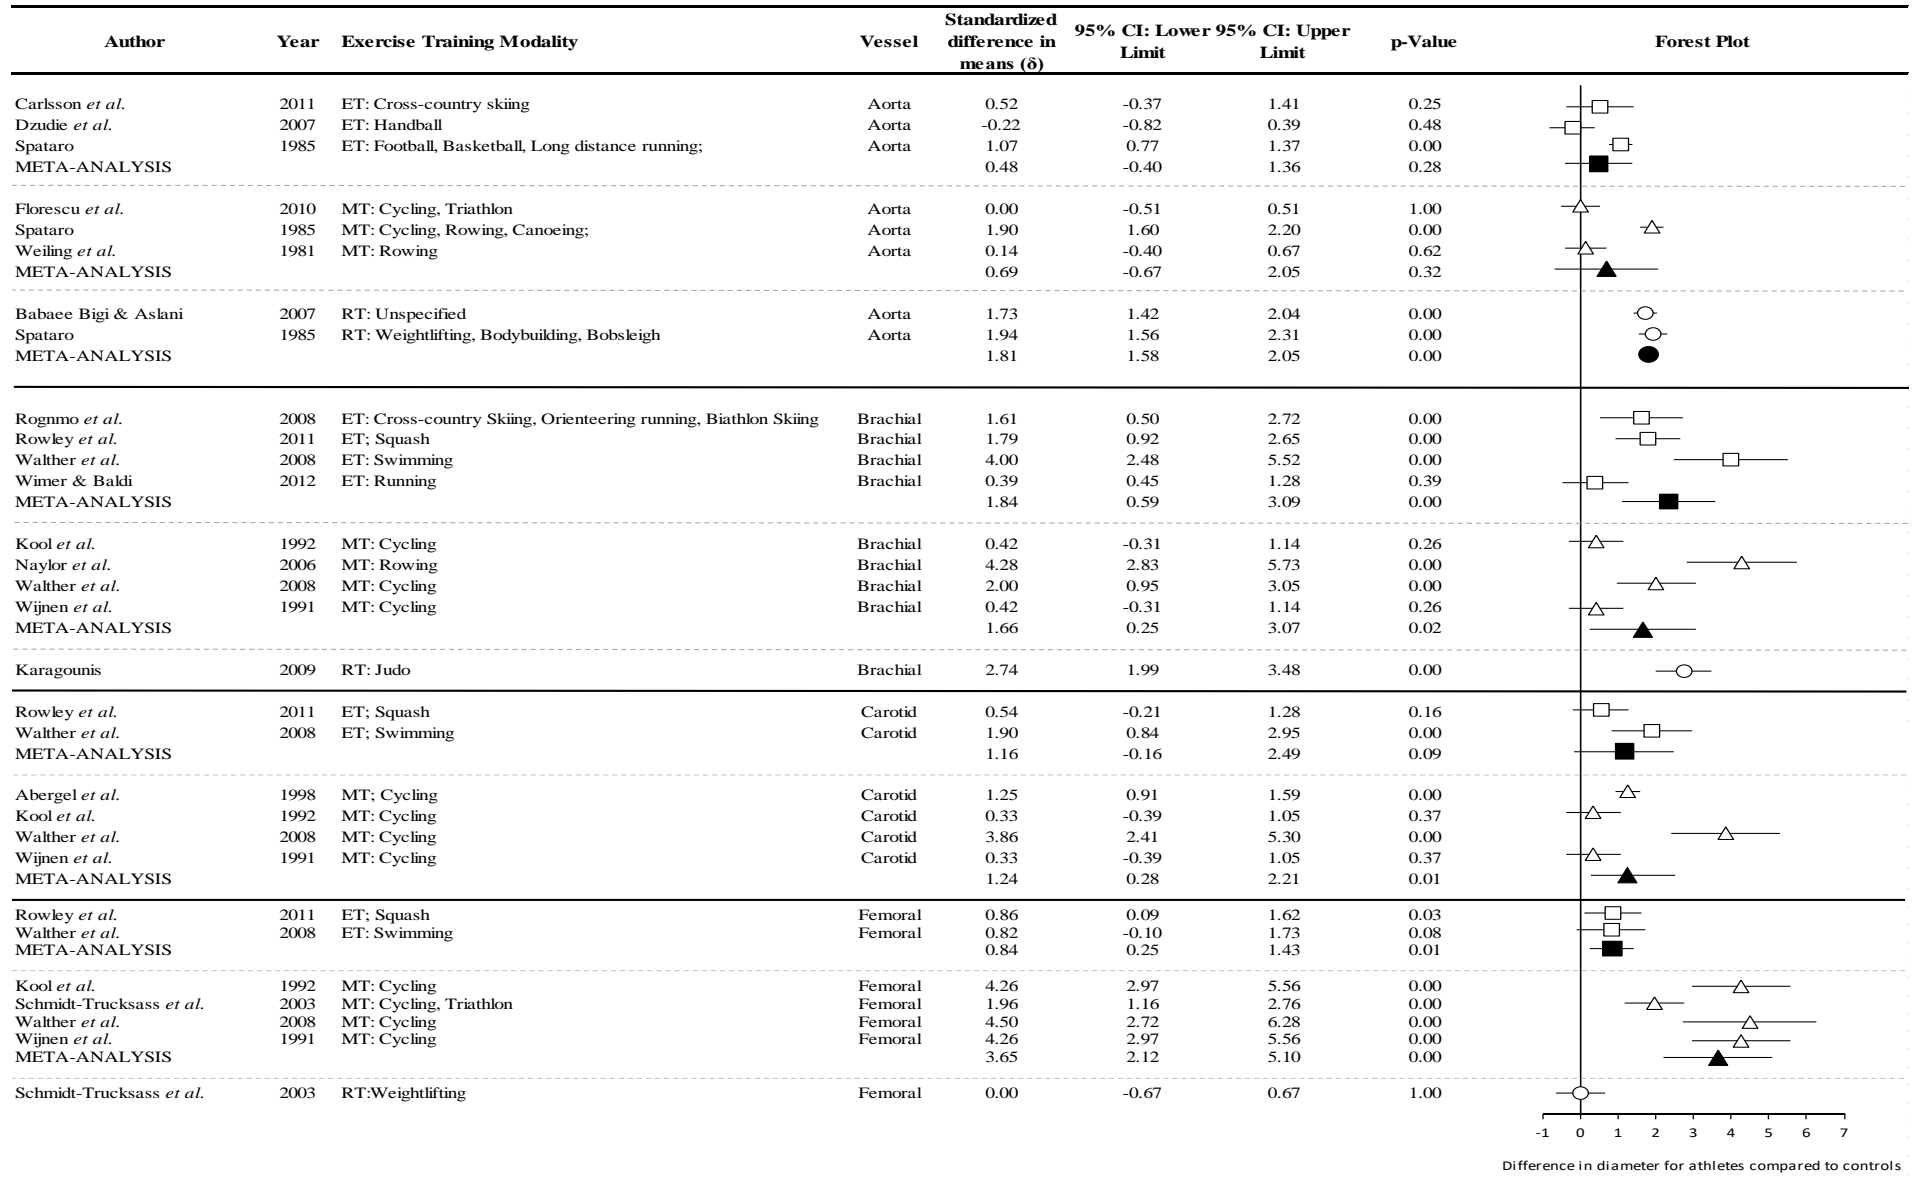 Author Year Exercise Training Modality Vessel Standardized difference in means (δ) 95% CI: Lower Limit 95% CI: Upper Limit p-Value Forest Plot
Carlsson et al. 2011 ET: Cross-country skiing Aorta 0.52 -0.37 1.41 0.25
Dzudie et al. 2007 ET: Handball Aorta -0.22 -0.82 0.39 0.48
Spataro 1985 ET: Football, Basketball, Long distance running; Aorta 1.07 0.77 1.37 0.00
META-ANALYSIS 0.48 -0.40 1.36 0.28
Florescu et al. 2010 MT: Cycling, Triathlon Aorta 0.00 -0.51 0.51 1.00
Spataro 1985 MT: Cycling, Rowing, Canoeing; Aorta 1.90 1.60 2.20 0.00
Weiling et al. 1981 MT: Rowing Aorta 0.14 -0.40 0.67 0.62
META-ANALYSIS 0.69 -0.67 2.05 0.32
Babaee Bigi & Aslani 2007 RT: Unspecified Aorta 1.73 1.42 2.04 0.00
Spataro 1985 RT: Weightlifting, Bodybuilding, Bobsleigh Aorta 1.94 1.56 2.31 0.00
META-ANALYSIS 1.81 1.58 2.05 0.00
Rognmo et al. 2008 ET: Cross-country Skiing, Orienteering running, Biathlon Skiing Brachial 1.61 0.50 2.72 0.00
Rowley et al. 2011 ET; Squash Brachial 1.79 0.92 2.65 0.00
Walther et al. 2008 ET: Swimming Brachial 4.00 2.48 5.52 0.00
Wimer & Baldi 2012 ET: Running Brachial 0.39 0.45 1.28 0.39
META-ANALYSIS 1.84 0.59 3.09 0.00
Kool et al. 1992 MT: Cycling Brachial 0.42 -0.31 1.14 0.26
Naylor et al. 2006 MT: Rowing Brachial 4.28 2.83 5.73 0.00
Walther et al. 2008 MT: Cycling Brachial 2.00 0.95 3.05 0.00
Wijnen et al. 1991 MT: Cycling Brachial 0.42 -0.31 1.14 0.26
META-ANALYSIS 1.66 0.25 3.07 0.02
Karagounis 2009 RT: Judo Brachial 2.74 1.99 3.48 0.00
Rowley et al. 2011 ET; Squash Carotid 0.54 -0.21 1.28 0.16
Walther et al. 2008 ET; Swimming Carotid 1.90 0.84 2.95 0.00
META-ANALYSIS 1.16 -0.16 2.49 0.09
Abergel et al. 1998 MT; Cycling Carotid 1.25 0.91 1.59 0.00
Kool et al. 1992 MT: Cycling Carotid 0.33 -0.39 1.05 0.37
Walther et al. 2008 MT: Cycling Carotid 3.86 2.41 5.30 0.00
Wijnen et al. 1991 MT: Cycling Carotid 0.33 -0.39 1.05 0.37
META-ANALYSIS 1.24 0.28 2.21 0.01
Rowley et al. 2011 ET; Squash Femoral 0.86 0.09 1.62 0.03
Walther et al. 2008 ET: Swimming Femoral 0.82 -0.10 1.73 0.08
META-ANALYSIS 0.84 0.25 1.43 0.01
Kool et al. 1992 MT: Cycling Femoral 4.26 2.97 5.56 0.00
Schmidt-Trucksass et al. 2003 MT: Cycling, Triathlon Femoral 1.96 1.16 2.76 0.00
Walther et al. 2008 MT: Cycling Femoral 4.50 2.72 6.28 0.00
Wijnen et al. 1991 MT: Cycling Femoral 4.26 2.97 5.56 0.00
META-ANALYSIS 3.65 2.12 5.10 0.00
Schmidt-Trucksass et al. 2003 RT:Weightlifting Femoral 0.00 -0.67 0.67 1.00
-1 0 1 2 3 4 5 6 7
Difference in diameter for athletes compared to controls